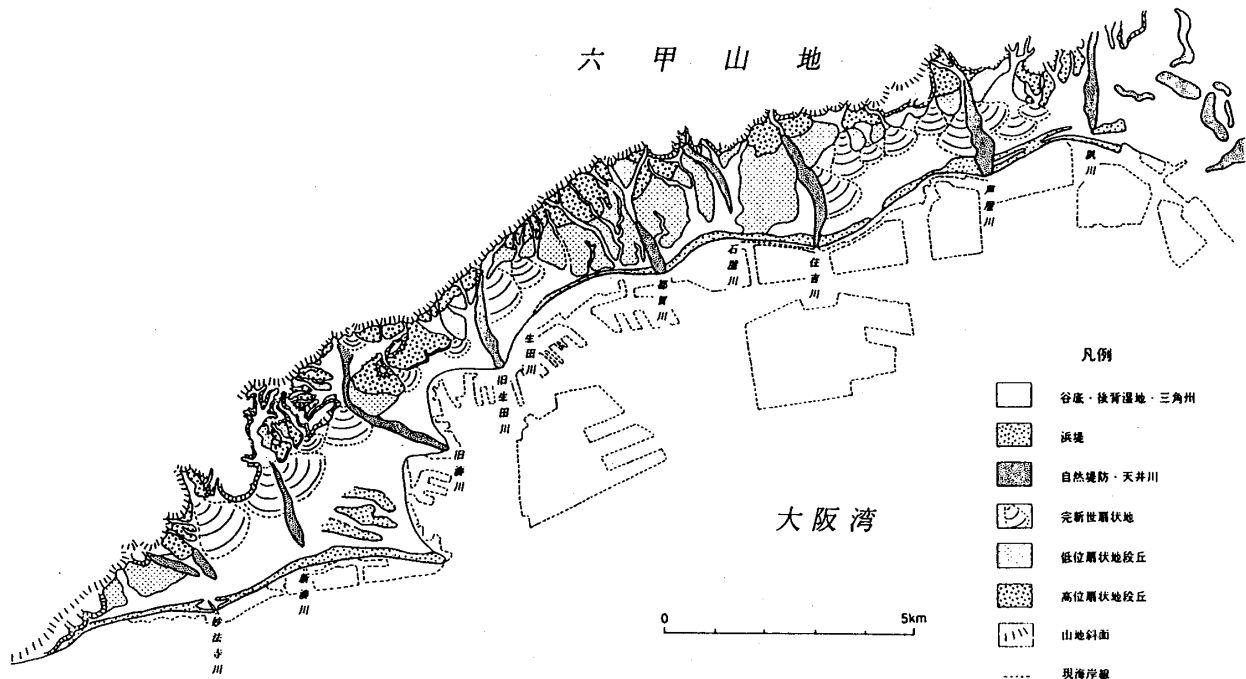 六甲山地
夙川
芦屋川
住吉川
石屋川
都賀川
生田川
旧生田川
旧湊川
新湊川
妙法寺川
大阪湾
0 5km
凡例
谷底・後背湿地・三角州
浜堤
自然堤防・天井川
完新世扇状地
低位扇状地段丘
高位扇状地段丘
山地斜面
現海岸線